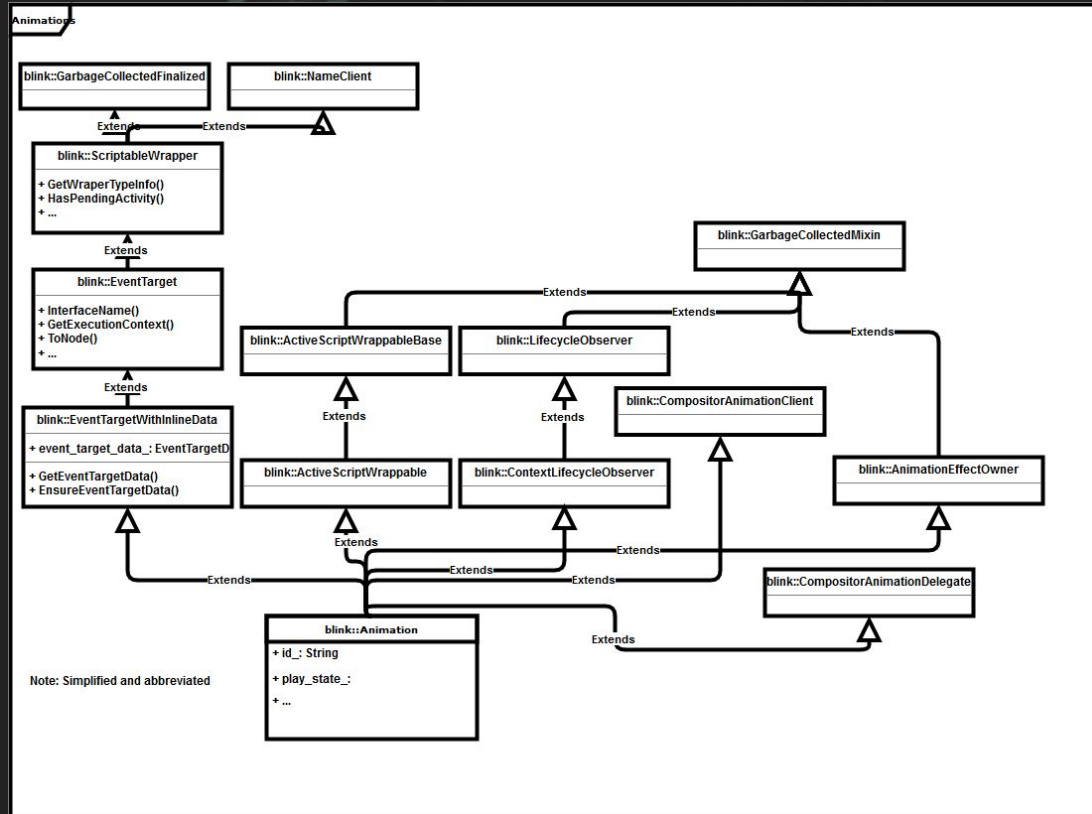 Animations
blink::GarbageCollectedFinalized
blink::NameClient
Extends
Extends
blink::ScriptableWrapper
+ GetWraperTypeInfo()
+ HasPendingActivity()
+ ...
Extends
blink::GarbageCollectedMixin
blink::EventTarget
+ InterfaceName()
+ GetExecutionContext()
+ ToNode()
+ ...
Extends
Extends
Extends
blink::ActiveScriptWrappableBase
blink::LifecycleObserver
Extends
Extends
Extends
blink::CompositorAnimationClient
blink::EventTargetWithInlineData
+ event_target_data_: EventTargetD
+ GetEventTargetData()
+ EnsureEventTargetData()
blink::ActiveScriptWrappable
blink::ContextLifecycleObserver
blink::AnimationEffectOwner
Extends
Extends
Extends
Extends
Extends
blink::CompositorAnimationDelegate
blink::Animation
Extends
+ id_: String
+ play_state_:
+ ...
Note: Simplified and abbreviated